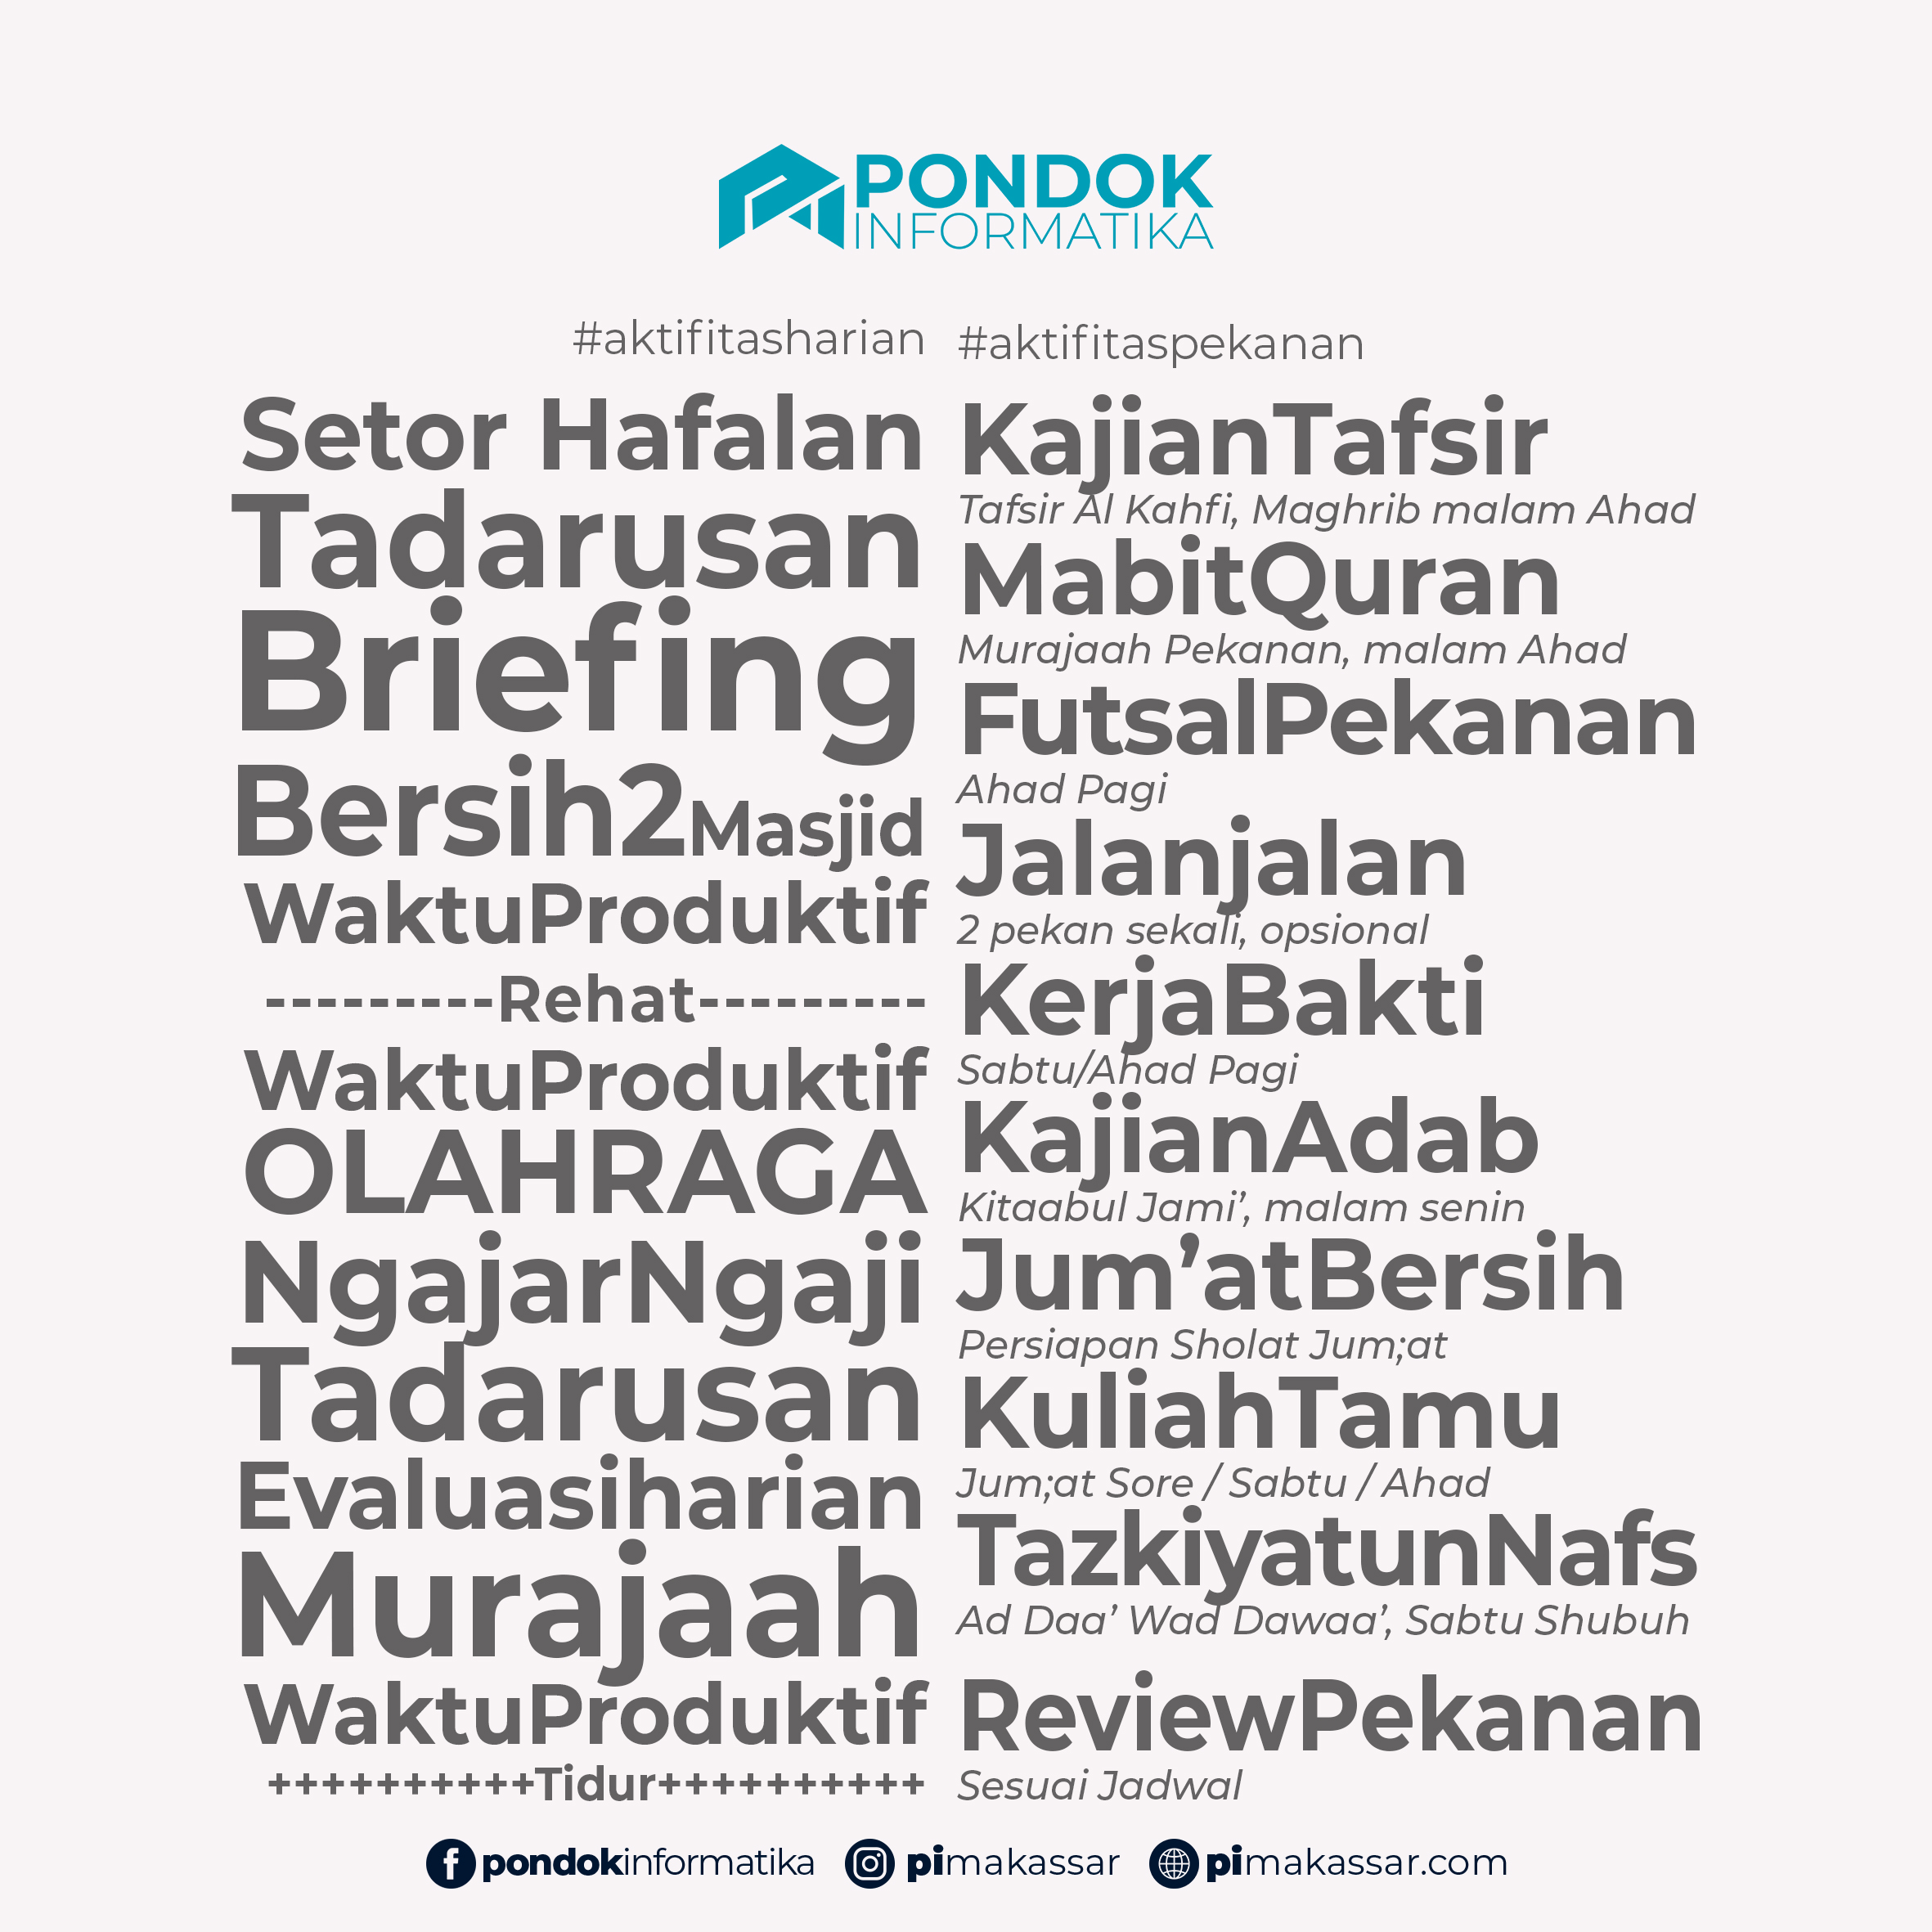 PONDOK
INFORMATIKA
#aktifitasharian
Setor Hafalan
Tadarusan
Briefing
Bersih2Masjid
WaktuProduktif
---------Rehat---------
WaktuProduktif
OLAHRAGA
NgajarNgaji
Tadarusan
Evaluasiharian
Murajaah
WaktuProduktif
++++++++++Tidur++++++++++
#aktifitaspekanan
KajianTafsir
Tafsir Al Kahfi, Maghrib malam Ahad
MabitQuran
Murajaah Pekanan, malam Ahad
FutsalPekanan
Ahad Pagi
Jalanjalan
2 pekan sekali, opsional
KerjaBakti
Sabtu/Ahad Pagi
KajianAdab
Kitaabul Jami’, malam senin
Jum’atBersih
Persiapan Sholat Jum;at
KuliahTamu
Jum;at Sore / Sabtu / Ahad
TazkiyatunNafs
Ad Daa’ Wad Dawaa’, Sabtu Shubuh
ReviewPekanan
Sesuai Jadwal
pondokinformatika pimakassar pimakassar.com